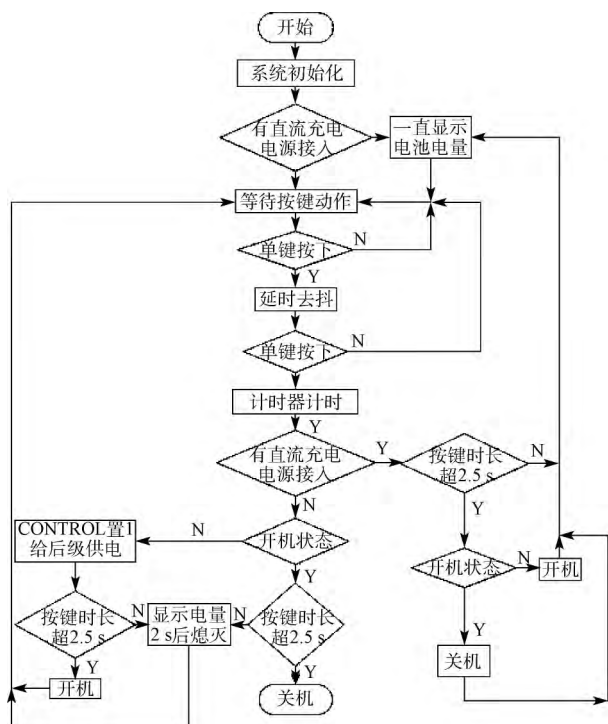 开始
系统初始化
有直流充电
电源接入
一直显示
电池电量
等待按键动作
单键按下
N
Y
延时去抖
单键按下
N
计时器计时
Y
有直流充电
电源接入
Y
按键时长
超2.5 s
N
N
Y
CONTROL置1
给后级供电
N
开机状态
开机状态
N
开机
Y
Y
按键时长
超2.5 s
N
显示电量
2 s后熄灭
N
按键时长
超2.5 s
关机
Y
开机
Y
关机